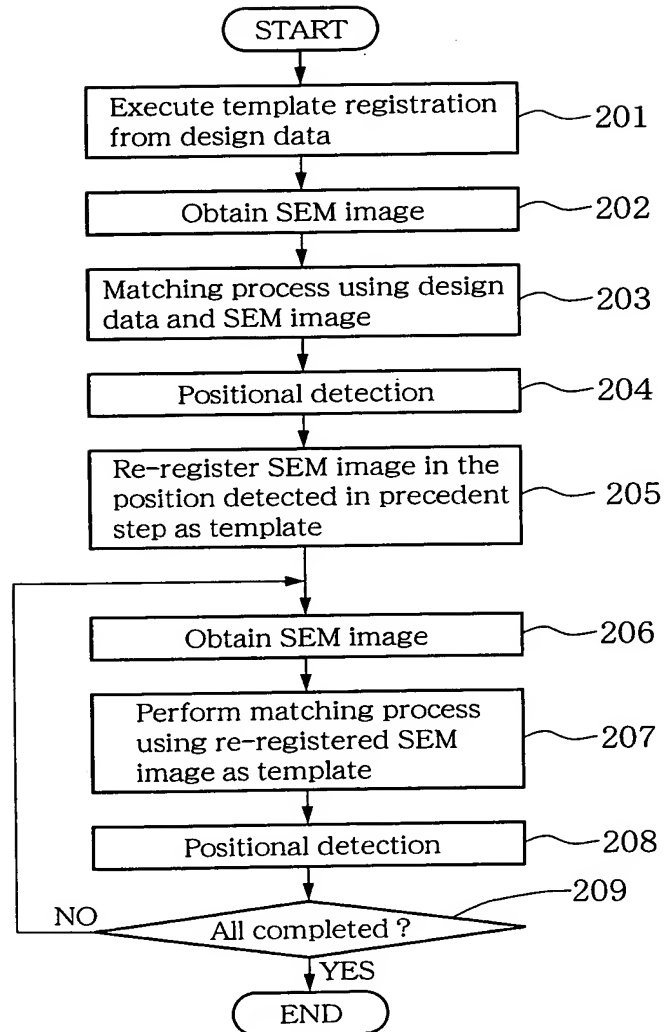 START
Execute template registration
from design data
201
Obtain SEM image
202
Matching process using design
data and SEM image
203
Positional detection
204
Re-register SEM image in the
position detected in precedent
step as template
205
Obtain SEM image
206
Perform matching process
using re-registered SEM
image as template
207
Positional detection
208
209
NO
All completed ?
YES
END